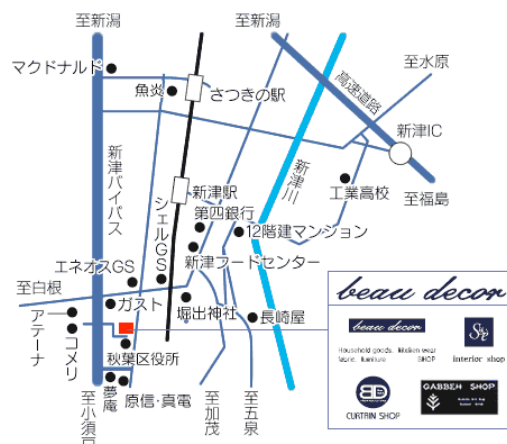 至新潟
至新潟
マクドナルド
魚炎
さつきの駅
高速道路
至水原
新津IC
新津バイパス
新津駅
新津川
工業高校
至福島
シェルGS
第四銀行
12階建マンション
新津フードセンター
エネオスGS
至白根
ガスト
アテーナ
コメリ
堀出神社
長崎屋
秋葉区役所
夢庵
原信・真電
至小須戸
至加茂
至五泉
beau decor
beau decor
Household goods, kitchen wear
fabric, furniture SHOP
interior shop
CURTAIN SHOP
GABBEH SHOP